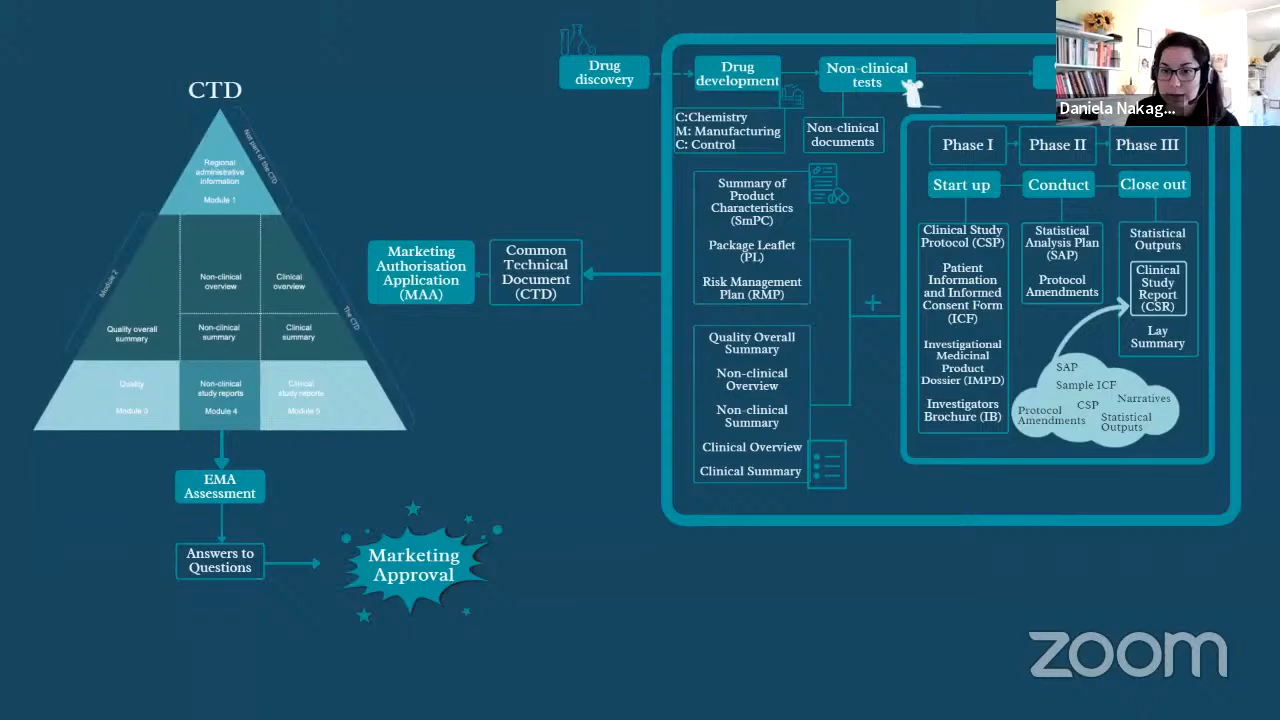 CTD
Not part of the CTD
Regional
administrative
information
Module 1
Module 2
Non-clinical
overview
Clinical
overview
The CTD
Quality overall
summary
Non-clinical
summary
Clinical
summary
Quality
Module 3
Non-clinical
study reports
Module 4
Clinical
study reports
Module 5
EMA
Assessment
Answers to
Questions
Marketing
Approval
Marketing
Authorisation
Application
(MAA)
Common
Technical
Document
(CTD)
Drug
discovery
Drug
development
Non-clinical
tests
C:Chemistry
M: Manufacturing
C: Control
Non-clinical
documents
Summary of
Product
Characteristics
(SmPC)
Package Leaflet
(PL)
Risk Management
Plan (RMP)
Quality Overall
Summary
Non-clinical
Overview
Non-clinical
Summary
Clinical Overview
Clinical Summary
+
Phase I
Phase II
Phase III
Start up
Conduct
Close out
Clinical Study
Protocol (CSP)
Patient
Information
and Informed
Consent Form
(ICF)
Investigational
Medicinal
Product
Dossier (IMPD)
Investigators
Brochure (IB)
Statistical
Analysis Plan
(SAP)
Protocol
Amendments
Statistical
Outputs
Clinical
Study
Report
(CSR)
Lay
Summary
SAP
Sample ICF
Narratives
CSP
Protocol
Amendments
Statistical
Outputs
Daniela Nakag...
zoom